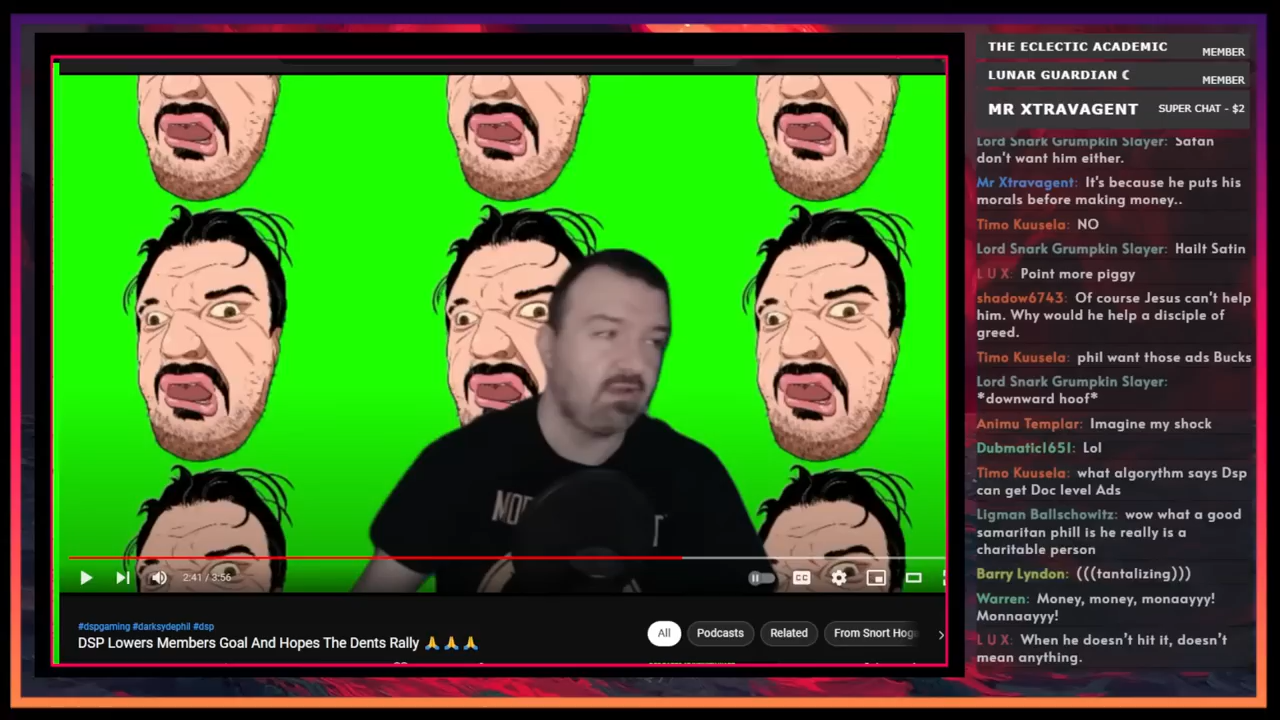 THE ECLECTIC ACADEMIC MEMBER
LUNAR GUARDIAN C MEMBER
MR XTRAVAGENT SUPER CHAT - $2
Lord Snark Grumpkin Slayer: Satan
don't want him either.
Mr Xtravagent: It's because he puts his
morals before making money..
Timo Kuusela: NO
Lord Snark Grumpkin Slayer: Hailt Satin
L U X: Point more piggy
shadow6743: Of course Jesus can't help
him. Why would he help a disciple of
greed.
Timo Kuusela: phil want those ads Bucks
Lord Snark Grumpkin Slayer:
*downward hoof*
Animu Templar: Imagine my shock
Dubmatic1651: Lol
Timo Kuusela: what algorythm says Dsp
can get Doc level Ads
Ligman Ballschowitz: wow what a good
samaritan phill is he really is a
charitable person
Barry Lyndon: (((tantalizing)))
Warren: Money, money, monaayyy!
Monnaayyy!
L U X: When he doesn't hit it, doesn't
mean anything.
2:41 / 3:56
CC
#dspgaming #darksydephil #dsp
DSP Lowers Members Goal And Hopes The Dents Rally 🙏 🙏 🙏
All Podcasts Related From Snort Hog